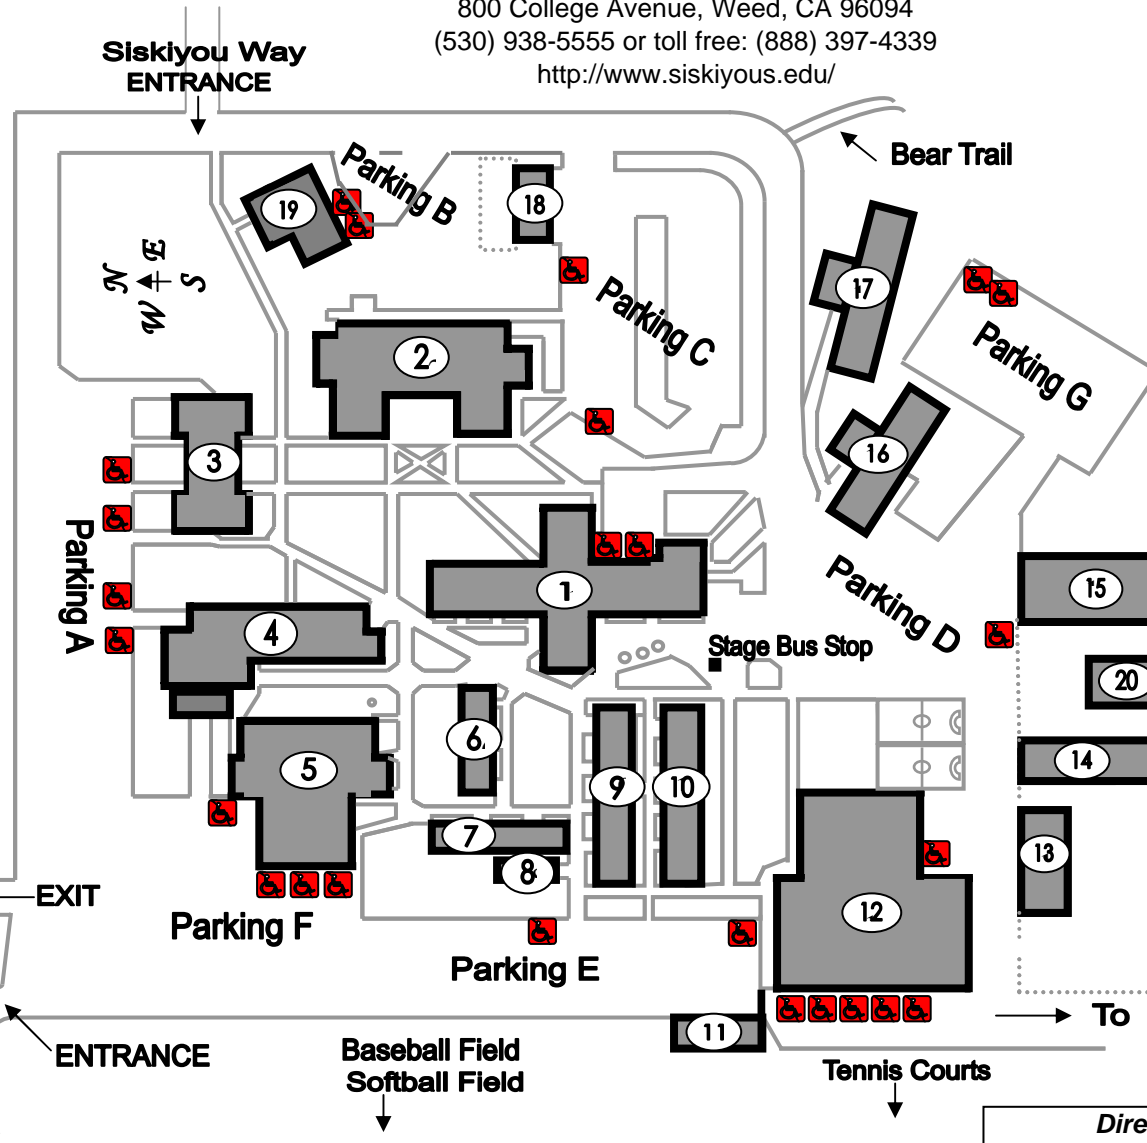 800 College Avenue, Weed, CA 96094
(530) 938-5555 or toll free: (888) 397-4339
http://www.siskiyous.edu/
Siskiyou Way
ENTRANCE
Bear Trail
Parking B
19
18
N
E
S
W
17
Parking C
Parking G
2
3
16
Parking A
1
Parking D
15
4
Stage Bus Stop
20
6
5
9
10
14
7
8
13
EXIT
12
Parking F
Parking E
11
To
ENTRANCE
Baseball Field
Softball Field
Tennis Courts
Dire